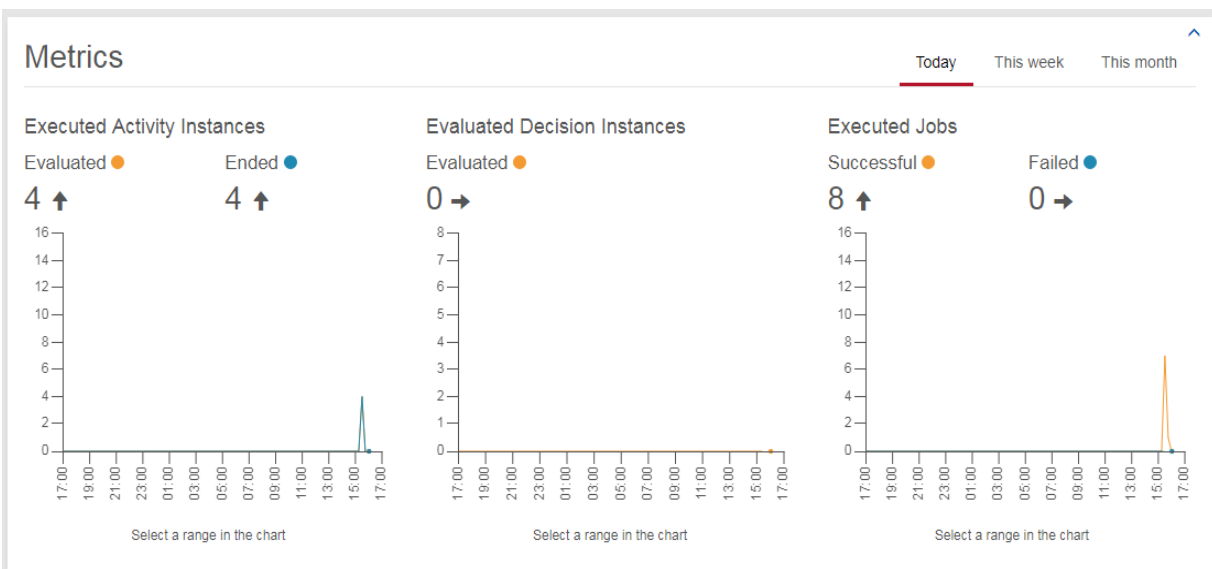 Metrics
Today This week This month
Executed Activity Instances
Evaluated Ended
4 4
16
14
12
10
8
6
4
2
0
17:00 19:00 21:00 23:00 01:00 03:00 05:00 07:00 09:00 11:00 13:00 15:00 17:00
Select a range in the chart
Evaluated Decision Instances
Evaluated
0
8
7
6
5
4
3
2
1
0
17:00 19:00 21:00 23:00 01:00 03:00 05:00 07:00 09:00 11:00 13:00 15:00 17:00
Select a range in the chart
Executed Jobs
Successful Failed
8 0
16
14
12
10
8
6
4
2
0
17:00 19:00 21:00 23:00 01:00 03:00 05:00 07:00 09:00 11:00 13:00 15:00 17:00
Select a range in the chart